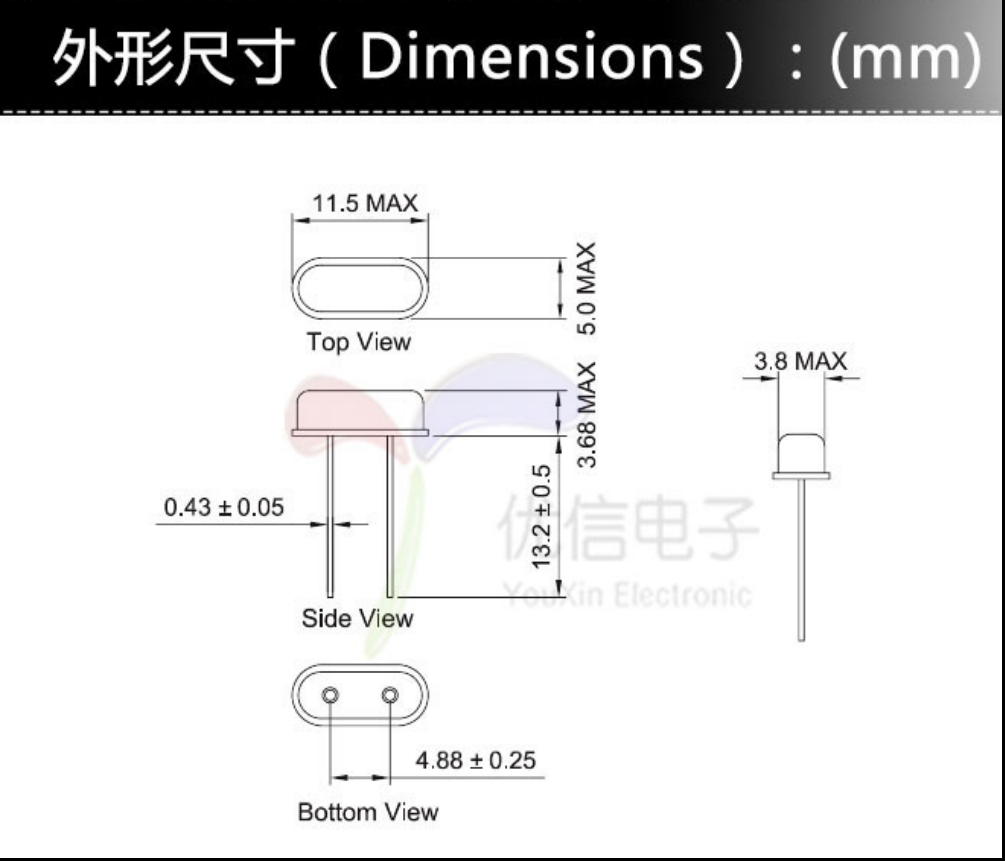 外形尺寸（Dimensions）：(mm)
11.5 MAX
5.0 MAX
Top View
3.68 MAX
3.8 MAX
13.2 ± 0.5
0.43 ± 0.05
优信电子
YouXin Electronic
Side View
4.88 ± 0.25
Bottom View